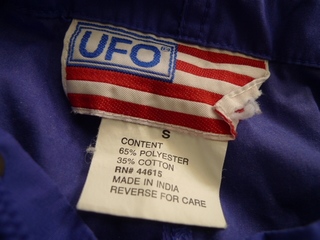 UFO
S
CONTENT
65% POLYESTER
35% COTTON
RN# 44615
MADE IN INDIA
REVERSE FOR CARE